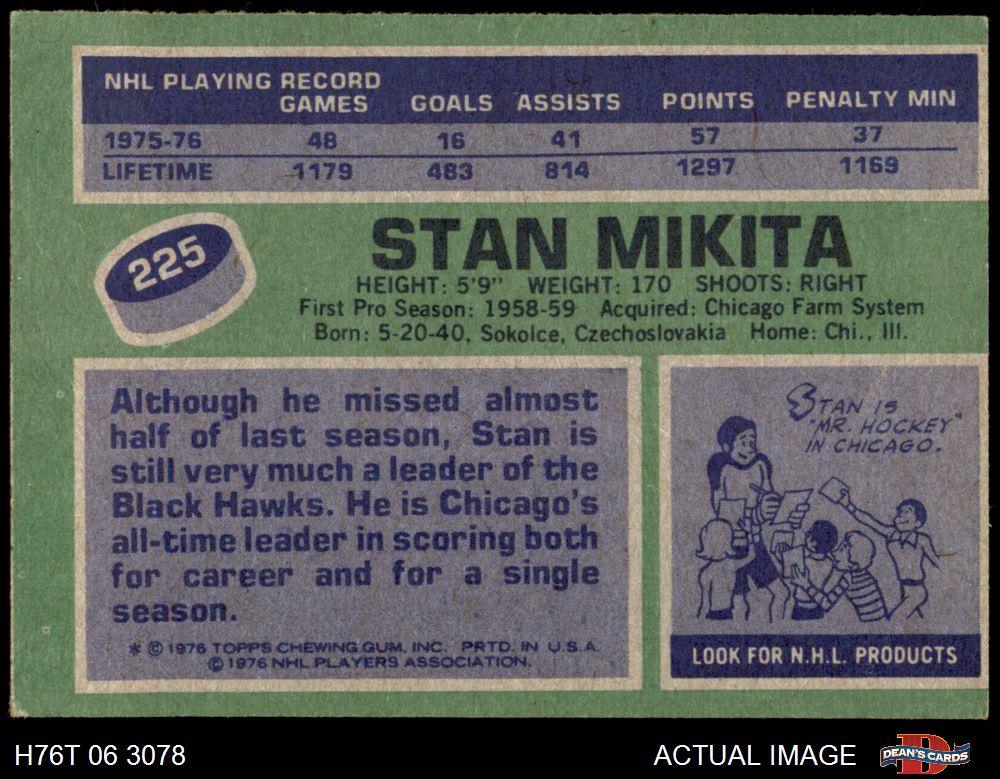 NHL PLAYING RECORD
GAMES GOALS ASSISTS POINTS PENALTY MIN
1975-76 48 16 41 57 37
LIFETIME 1179 483 814 1297 1169
225
STAN MIKITA
HEIGHT: 5'9" WEIGHT: 170 SHOOTS: RIGHT
First Pro Season: 1958-59 Acquired: Chicago Farm System
Born: 5-20-40, Sokolce, Czechoslovakia Home: Chi., Ill.
Although he missed almost
half of last season, Stan is
still very much a leader of the
Black Hawks. He is Chicago's
all-time leader in scoring both
for career and for a single
season.
* © 1976 TOPPS CHEWING GUM, INC. PRTD. IN U.S.A.
© 1976 NHL PLAYERS ASSOCIATION.
STAN IS
"MR. HOCKEY"
IN CHICAGO.
LOOK FOR N.H.L. PRODUCTS
H76T 06 3078
ACTUAL IMAGE
DEAN'S CARDS